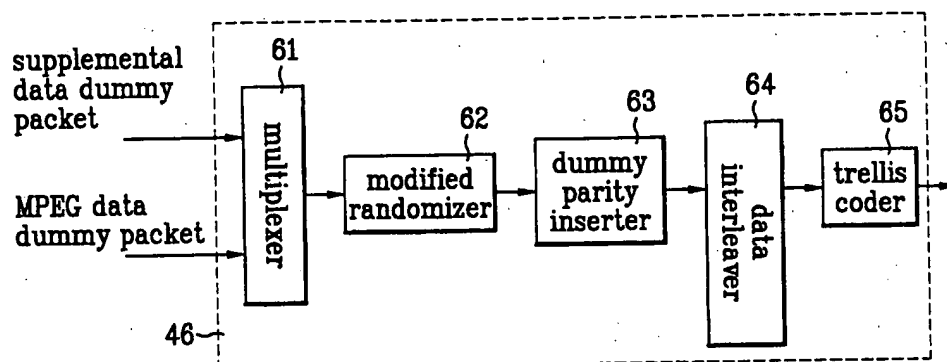 supplemental
data dummy
packet
MPEG data
dummy packet
61
multiplexer
62
modified
randomizer
63
dummy
parity
inserter
64
data
interleaver
65
trellis
coder
46